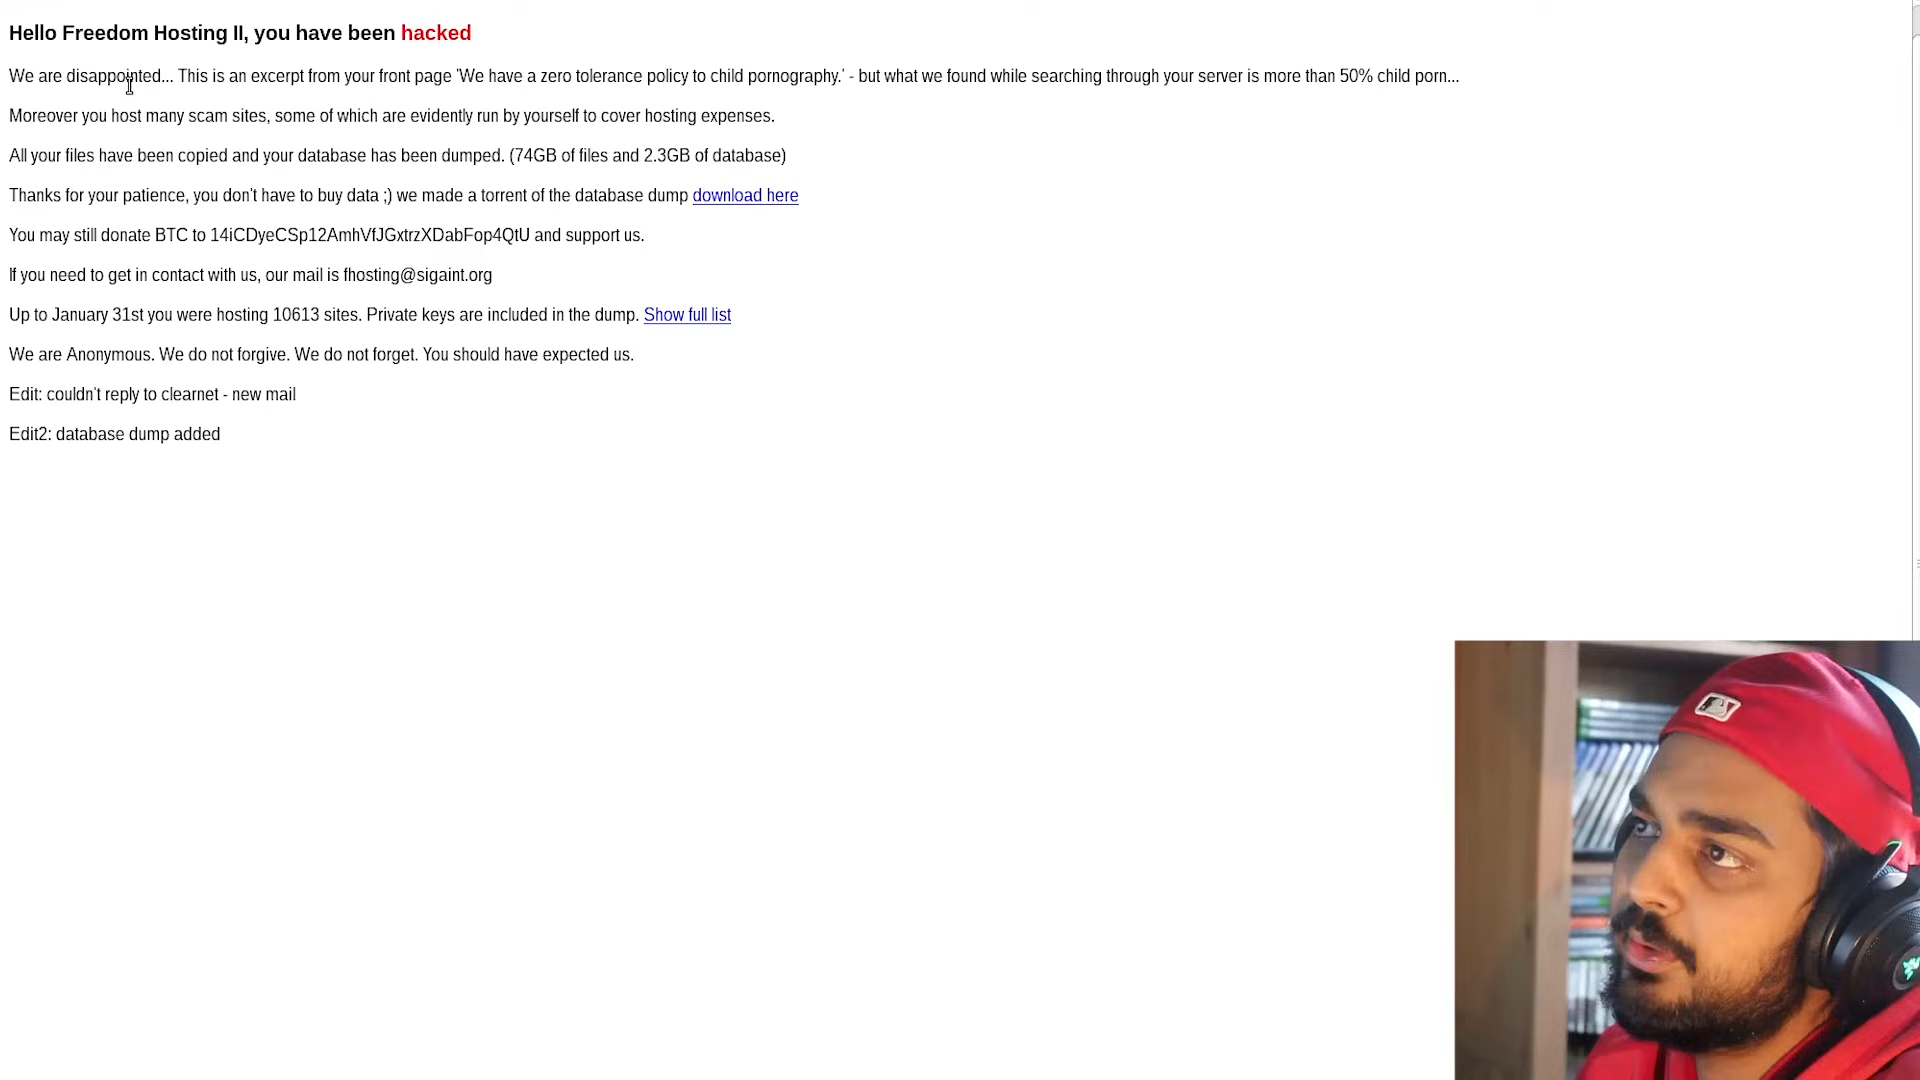 Hello Freedom Hosting II, you have been hacked
We are disappointed... This is an excerpt from your front page 'We have a zero tolerance policy to child pornography.' - but what we found while searching through your server is more than 50% child porn...
Moreover you host many scam sites, some of which are evidently run by yourself to cover hosting expenses.
All your files have been copied and your database has been dumped. (74GB of files and 2.3GB of database)
Thanks for your patience, you don't have to buy data ;) we made a torrent of the database dump download here
You may still donate BTC to 14iCDyeCSp12AmhVfJGxtrzXDabFop4QtU and support us.
If you need to get in contact with us, our mail is fhosting@sigaint.org
Up to January 31st you were hosting 10613 sites. Private keys are included in the dump. Show full list
We are Anonymous. We do not forgive. We do not forget. You should have expected us.
Edit: couldn't reply to clearnet - new mail
Edit2: database dump added